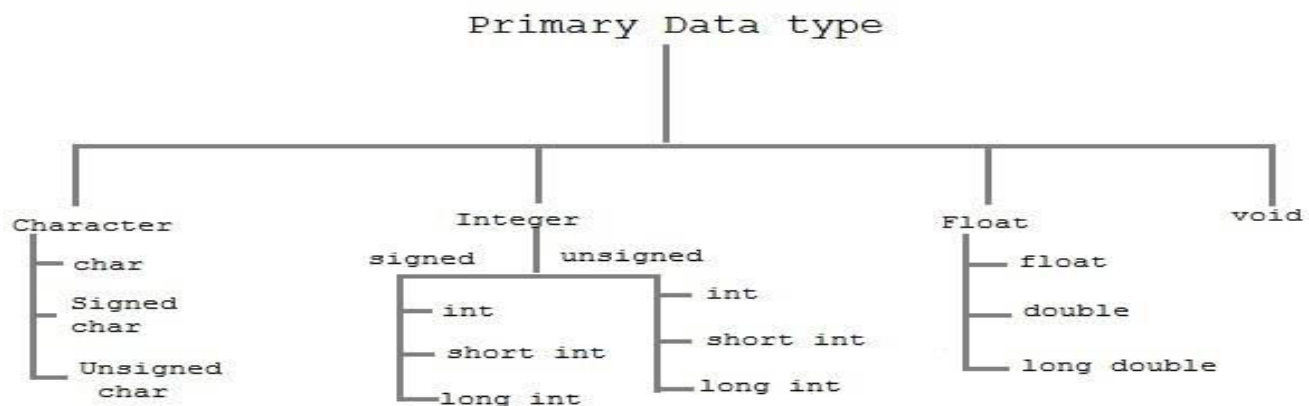 Primary Data type
Character
char
Signed
char
Unsigned
char
Integer
signed
int
short int
long int
unsigned
int
short int
long int
Float
float
double
long double
void